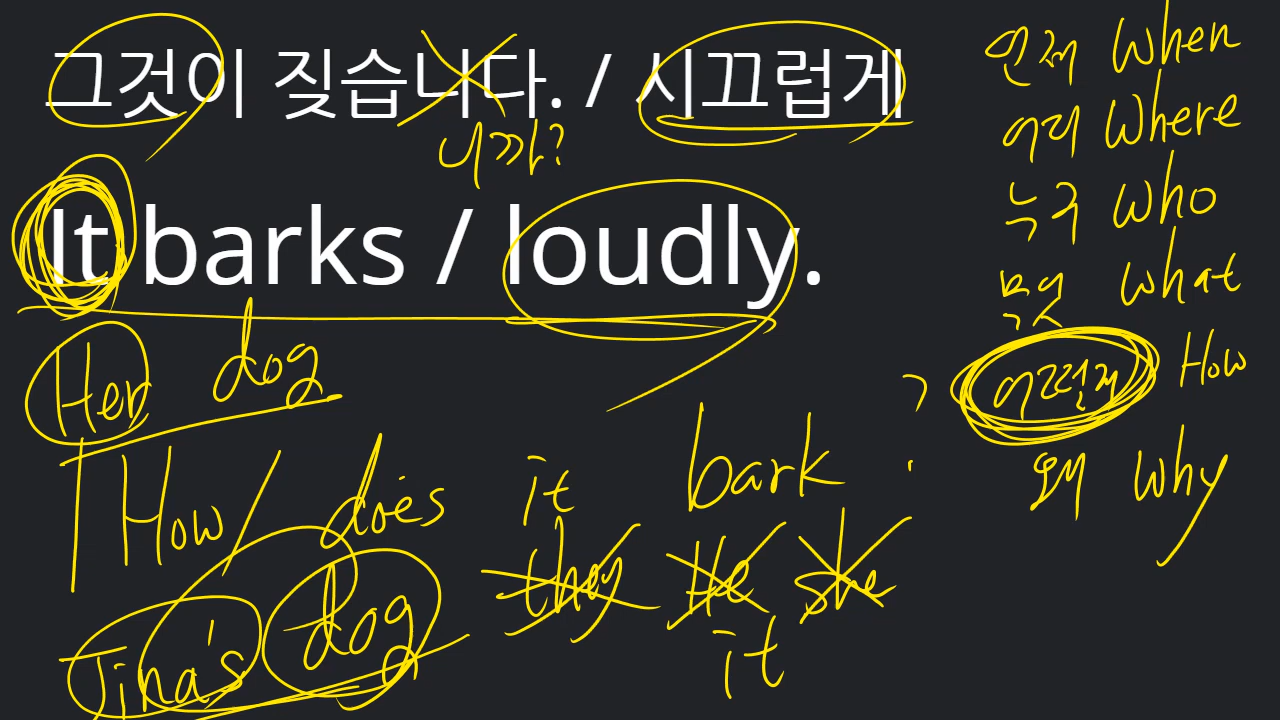 그것이 짖습니다. / 시끄럽게
니까?
It barks / loudly.
Her dog
How / does it bark ?
they He she
Jina's dog
it
언제 When
어디 Where
누구 Who
무엇 What
어떻게 How
왜 Why